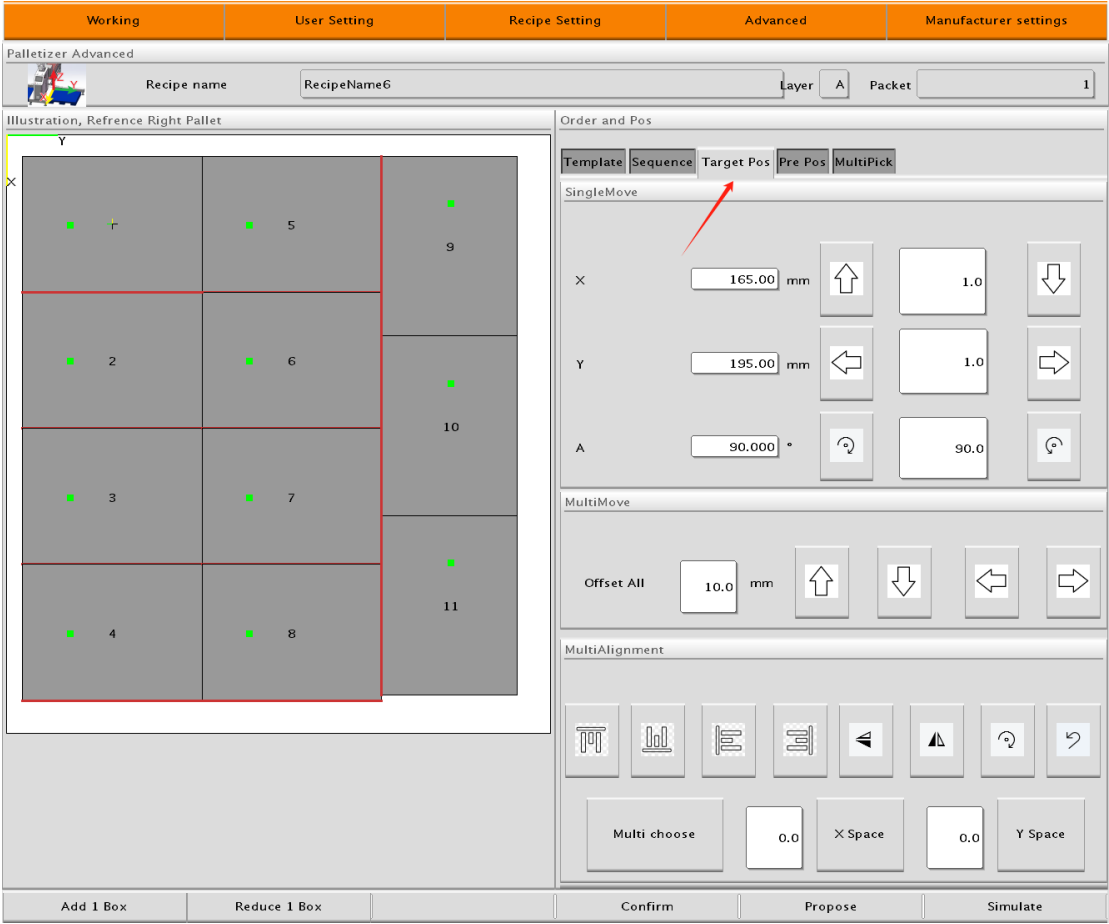 Working User Setting Recipe Setting Advanced Manufacturer settings
Palletizer Advanced
Recipe name RecipeName6 Layer A Packet 1
Illustration, Refrence Right Pallet
Y
X
5
9
2
6
10
3
7
11
4
8
Order and Pos
Template Sequence Target Pos Pre Pos MultiPick
SingleMove
X 165.00 mm 1.0
Y 195.00 mm 1.0
A 90.000 ° 90.0
MultiMove
Offset All 10.0 mm
MultiAlignment
Multi choose 0.0 X Space 0.0 Y Space
Add 1 Box Reduce 1 Box Confirm Propose Simulate